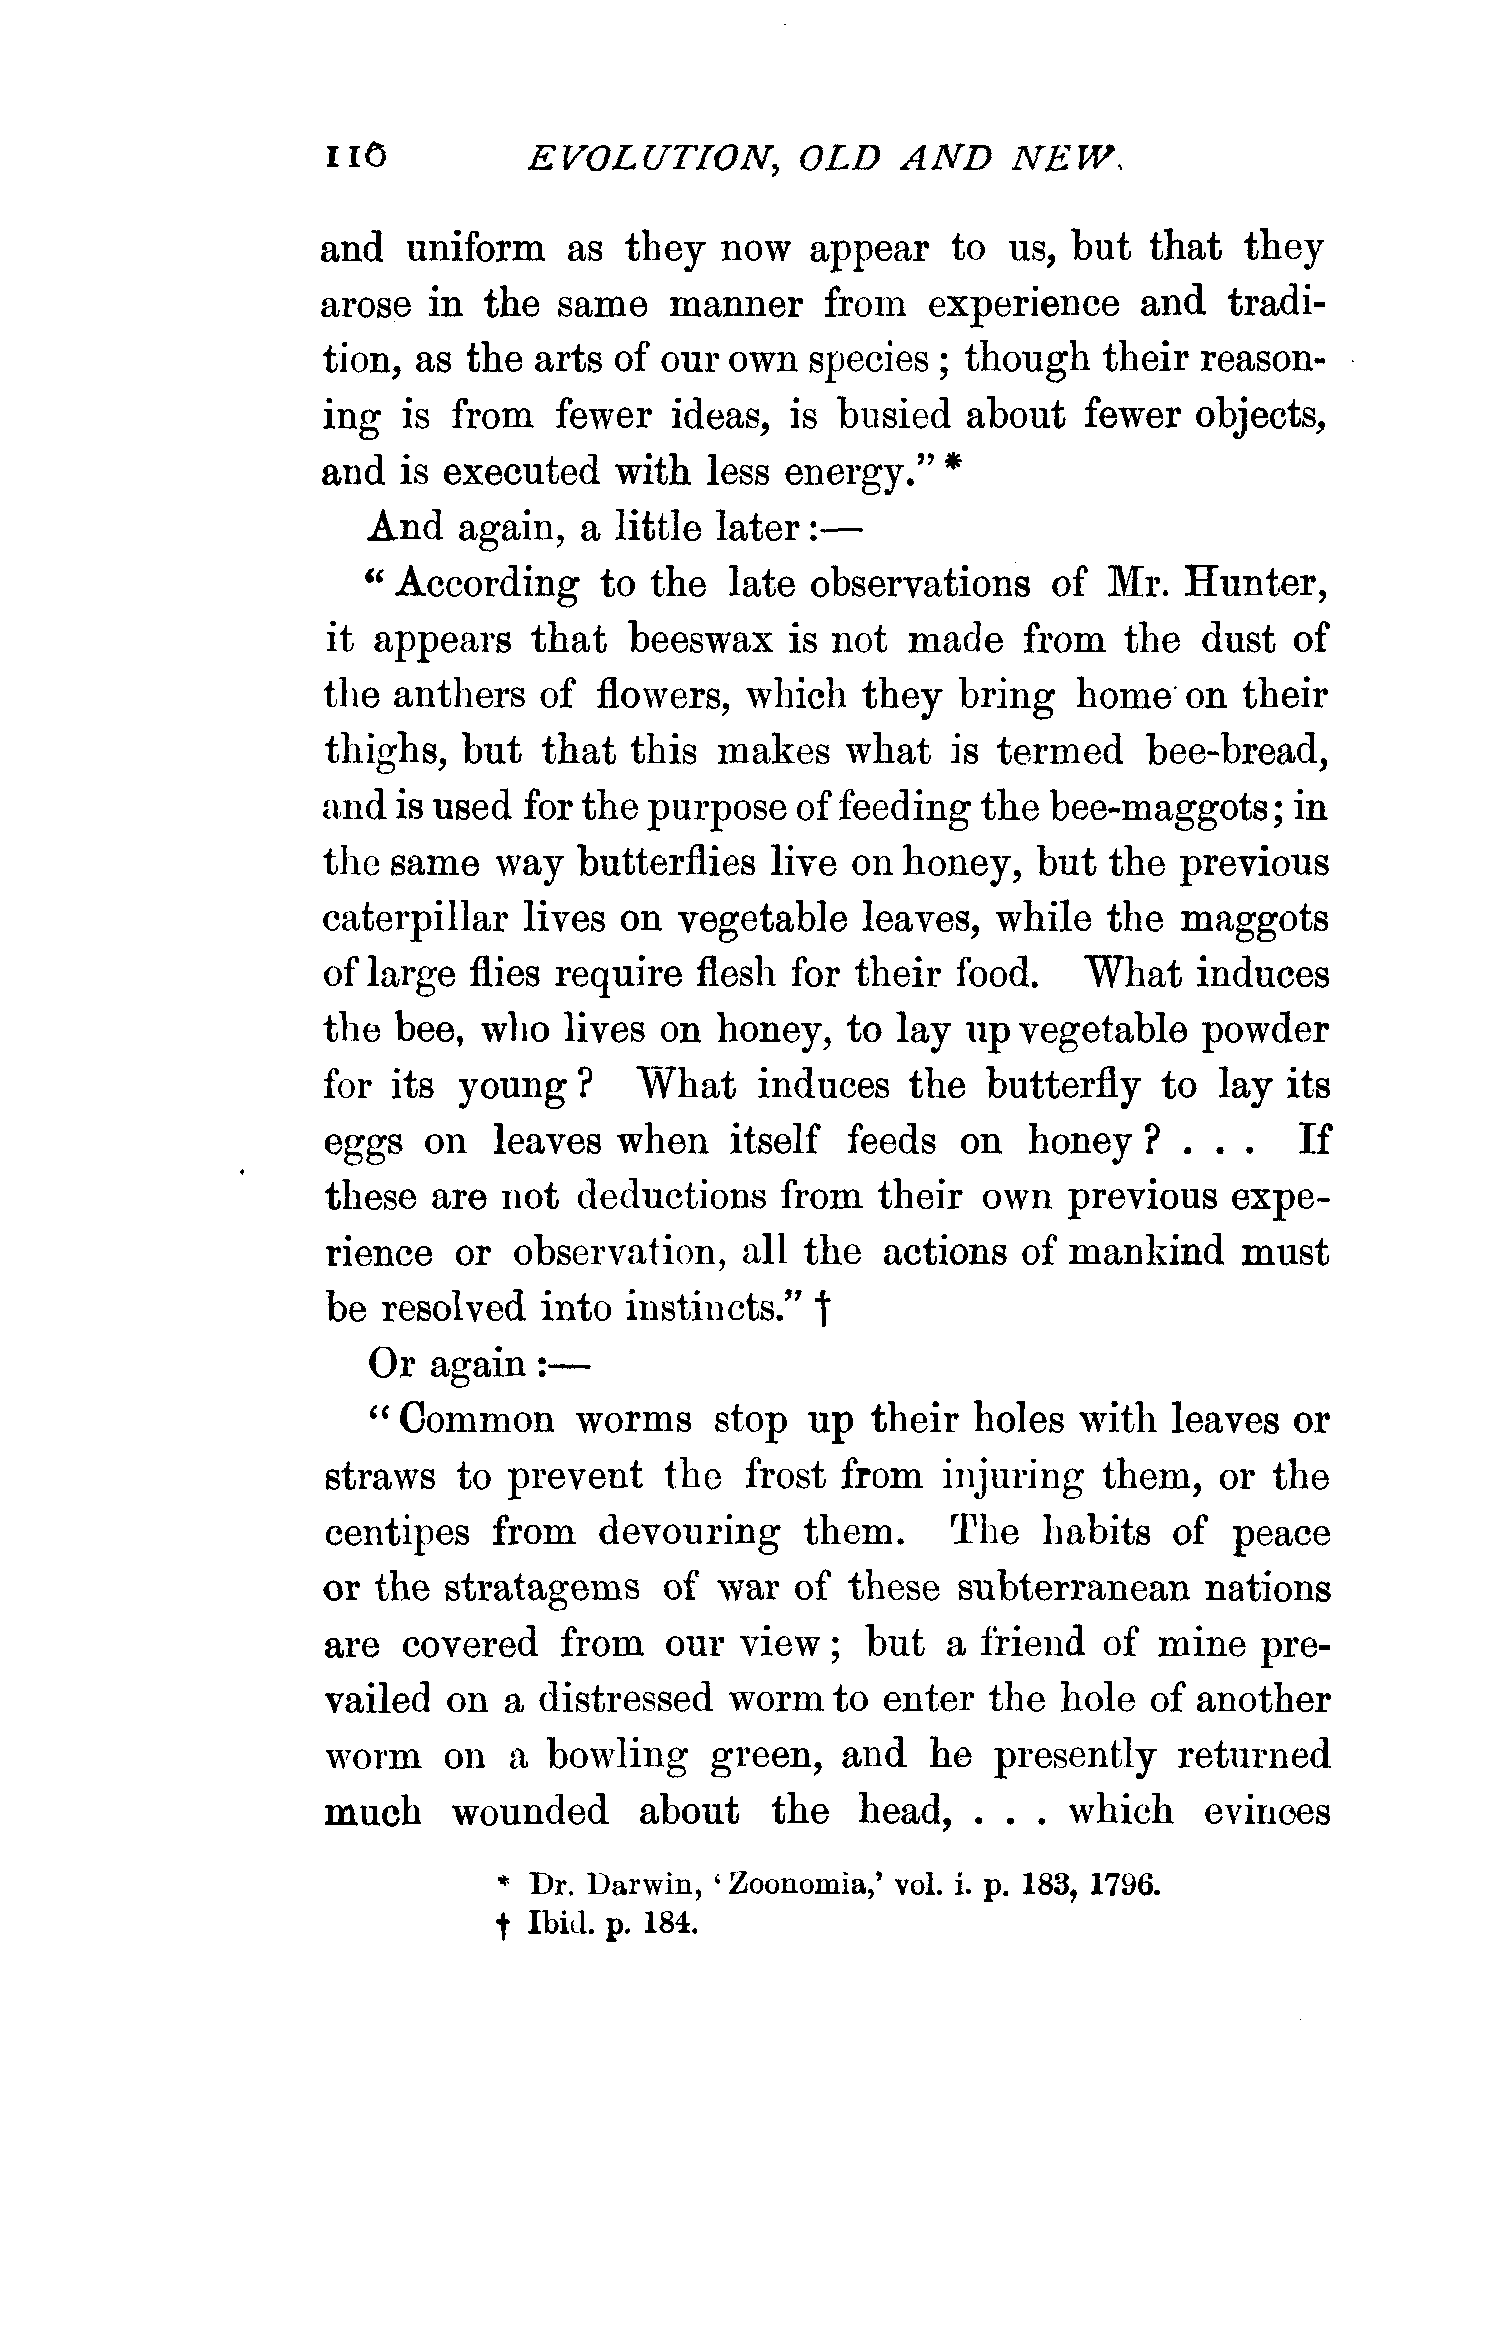 116 EVOLUTION, OLD AND NEW.
and uniform as they now appear to us, but that they
arose in the same manner from experience and tradi-
tion, as the arts of our own species ; though their reason-
ing is from fewer ideas, is busied about fewer objects,
and is executed with less energy.” *
And again, a little later :—
“ According to the late observations of Mr. Hunter,
it appears that beeswax is not made from the dust of
the anthers of flowers, which they bring home on their
thighs, but that this makes what is termed bee-bread,
and is used for the purpose of feeding the bee-maggots; in
the same way butterflies live on honey, but the previous
caterpillar lives on vegetable leaves, while the maggots
of large flies require flesh for their food. What induces
the bee, who lives on honey, to lay up vegetable powder
for its young ? What induces the butterfly to lay its
eggs on leaves when itself feeds on honey ? . . . If
these are not deductions from their own previous expe-
rience or observation, all the actions of mankind must
be resolved into instincts.” †
Or again :—
“ Common worms stop up their holes with leaves or
straws to prevent the frost from injuring them, or the
centipes from devouring them. The habits of peace
or the stratagems of war of these subterranean nations
are covered from our view ; but a friend of mine pre-
vailed on a distressed worm to enter the hole of another
worm on a bowling green, and he presently returned
much wounded about the head, . . . which evinces
* Dr. Darwin, ‘ Zoonomia,’ vol. i. p. 183, 1796.
† Ibid. p. 184.